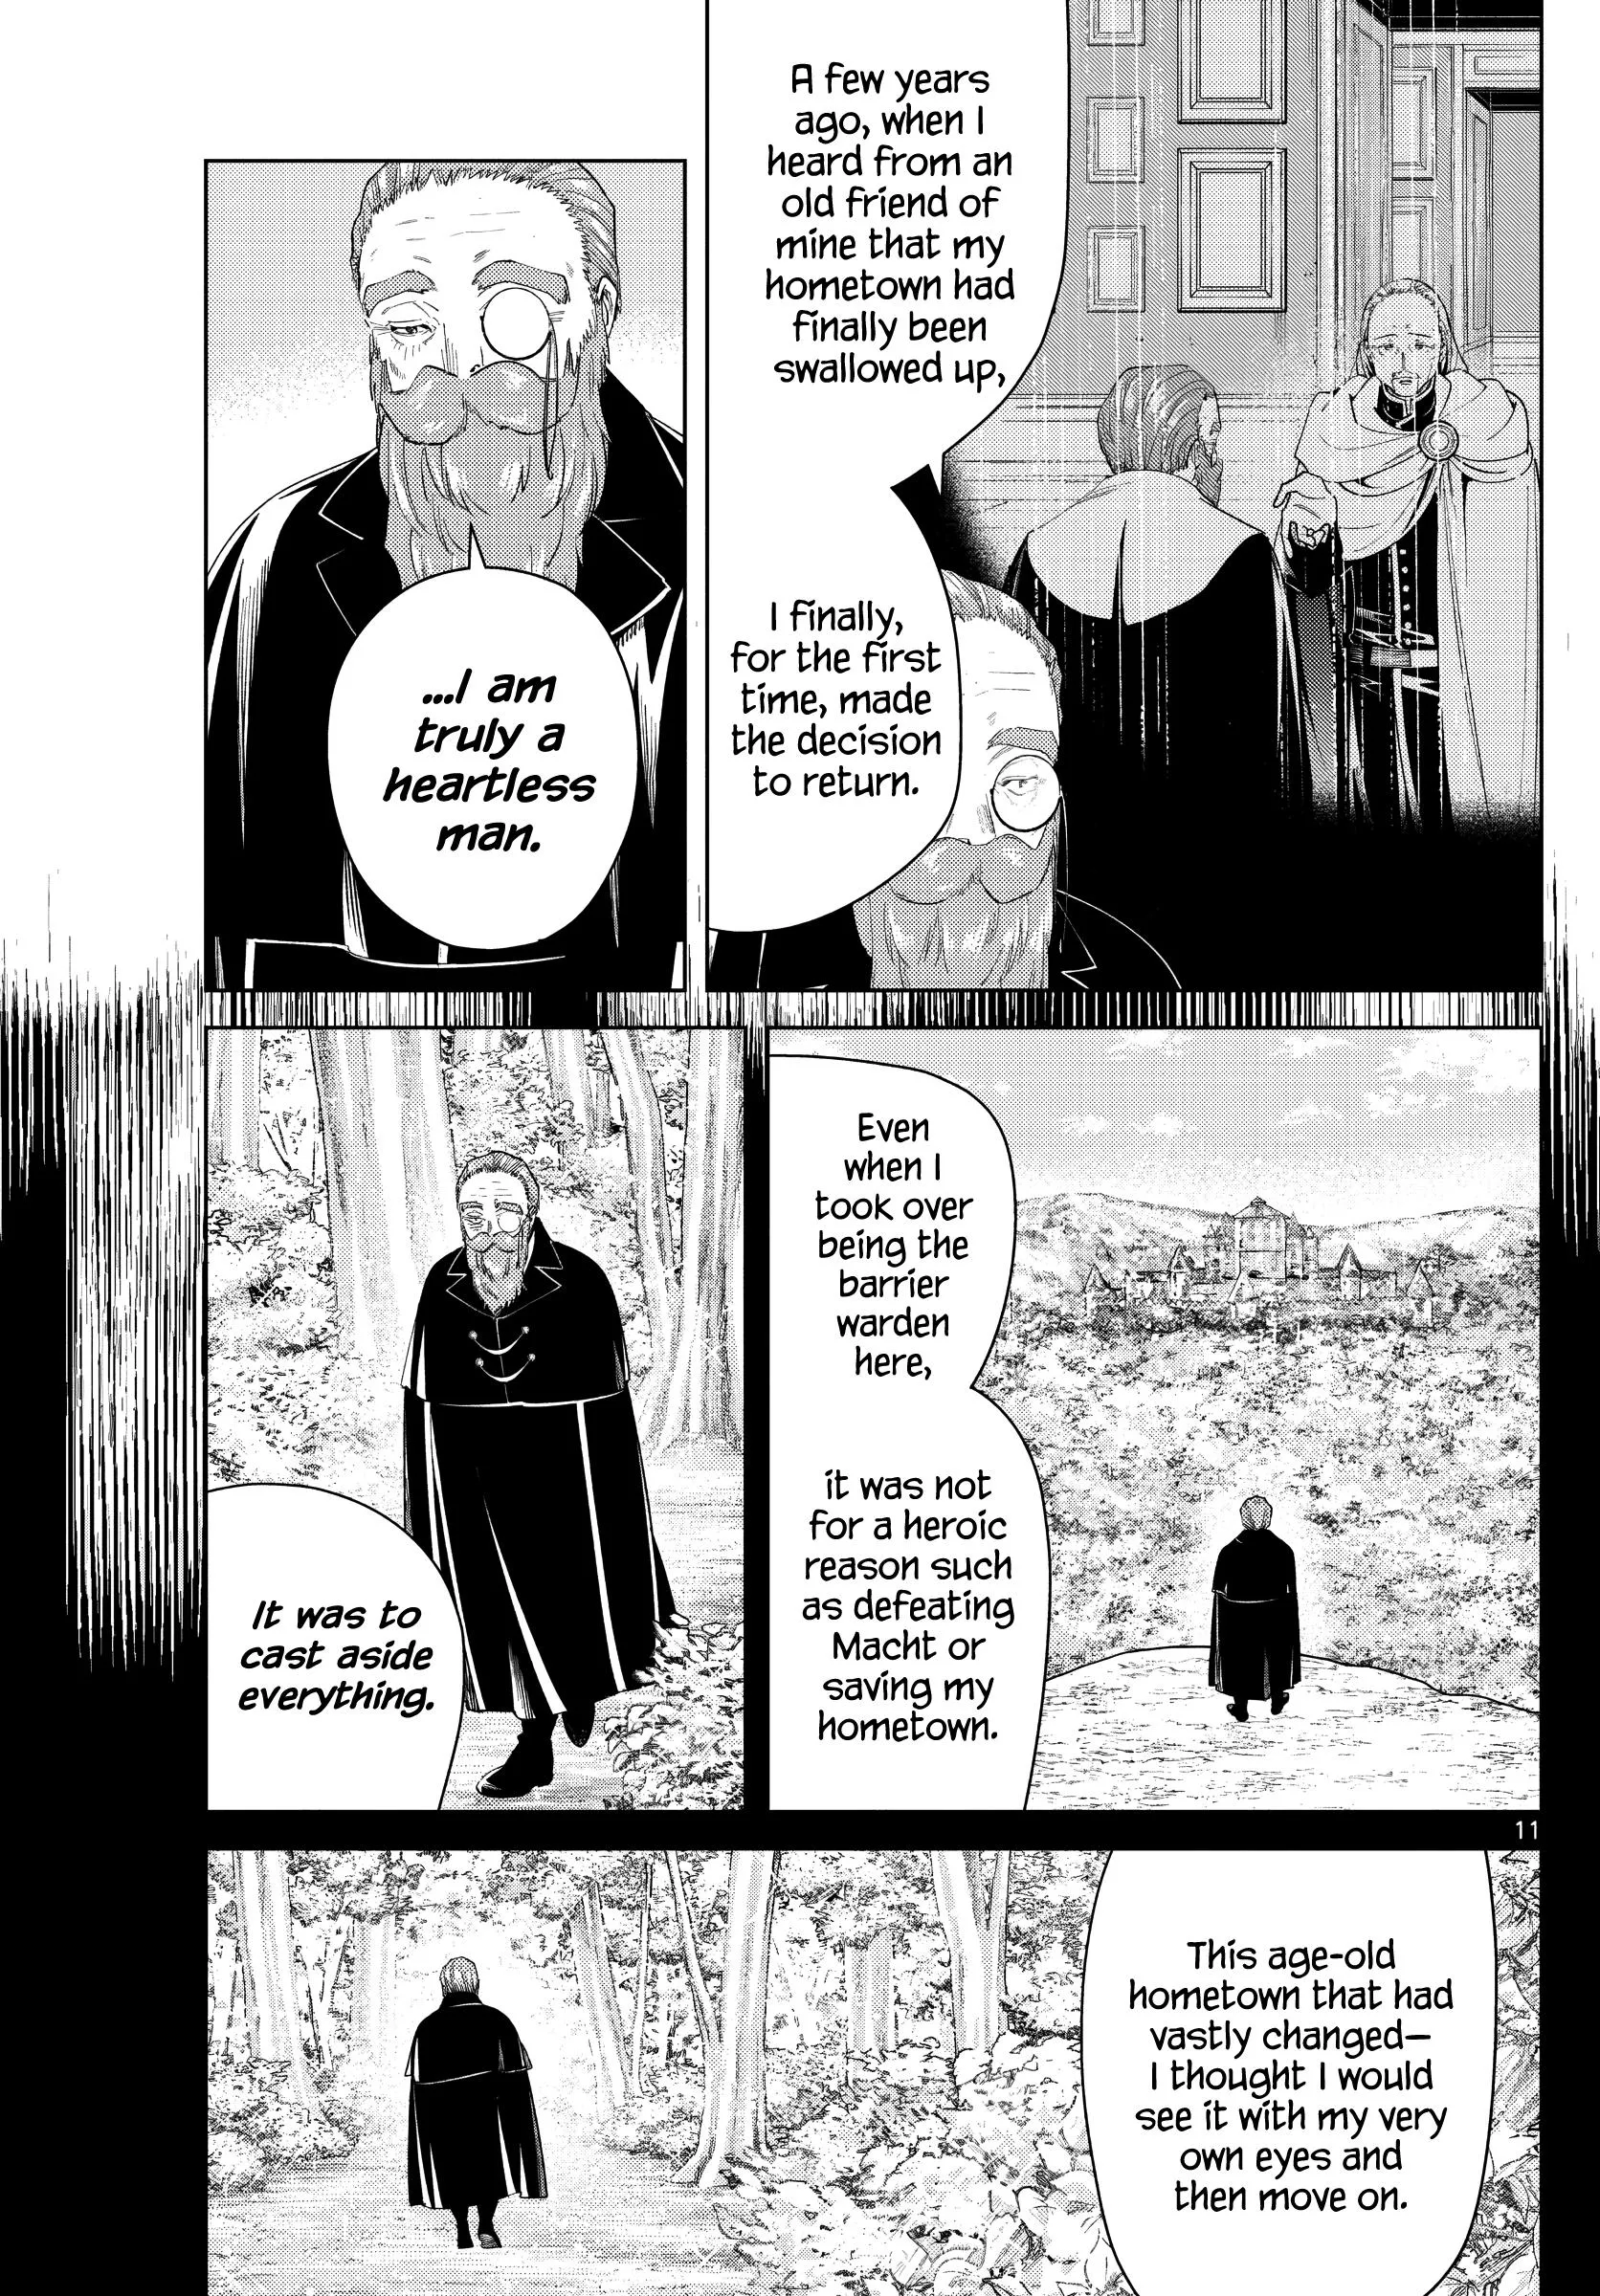 A few years
ago, when I
heard from an
old friend of
mine that my
hometown had
finally been
swallowed up,
I finally,
for the first
time, made
the decision
to return.
...I am
truly a
heartless
man.
Even
when I
took over
being the
barrier
warden
here,
it was not
for a heroic
reason such
as defeating
Macht or
saving my
hometown.
It was to
cast aside
everything.
11
This age-old
hometown that had
vastly changed—
I thought I would
see it with my very
own eyes and
then move on.